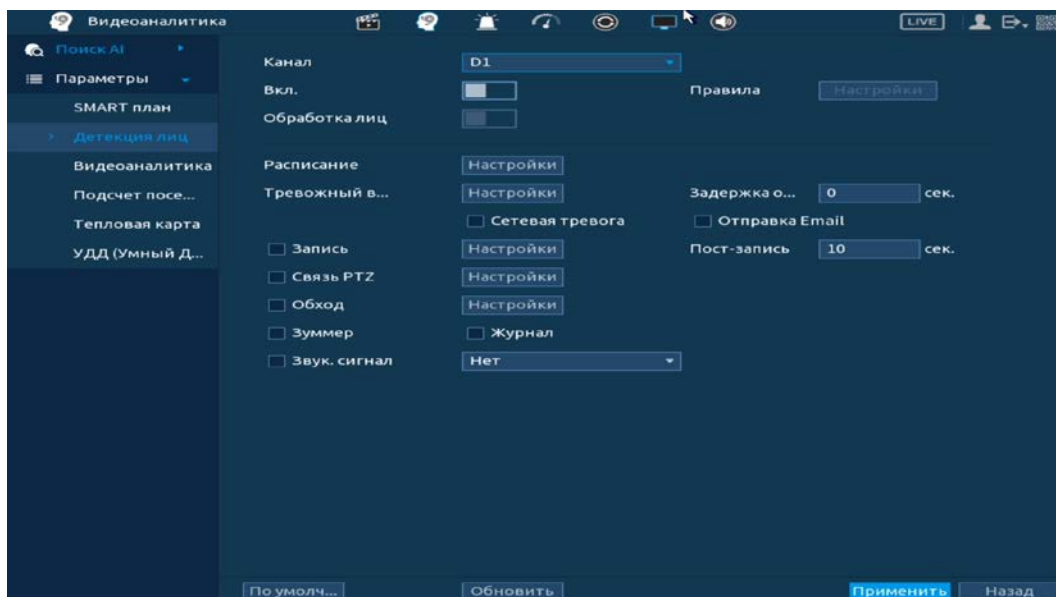 Видеоаналитика
LIVE
Поиск AI
Параметры
SMART план
Детекция лиц
Видеоаналитика
Подсчет посе...
Тепловая карта
УДД (Умный Д...
Канал D1
Вкл. Правила Настройки
Обработка лиц
Расписание Настройки
Тревожный в... Настройки Задержка о... 0 сек.
Сетевая тревога Отправка Email
Запись Настройки Пост-запись 10 сек.
Связь PTZ Настройки
Обход Настройки
Зуммер Журнал
Звук. сигнал Нет
По умолч... Обновить Применить Назад